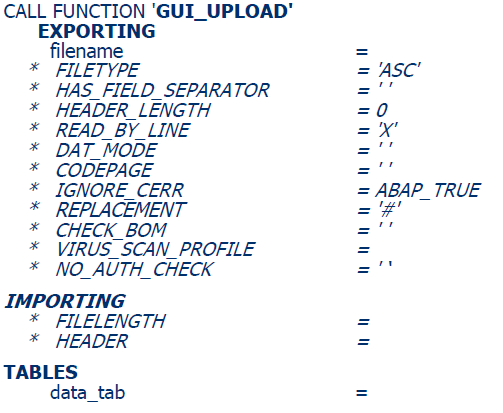 CALL FUNCTION 'GUI_UPLOAD'
EXPORTING
filename =
* FILETYPE = 'ASC'
* HAS_FIELD_SEPARATOR = ' '
* HEADER_LENGTH = 0
* READ_BY_LINE = 'X'
* DAT_MODE = ' '
* CODEPAGE = ' '
* IGNORE_CERR = ABAP_TRUE
* REPLACEMENT = '#'
* CHECK_BOM = ' '
* VIRUS_SCAN_PROFILE =
* NO_AUTH_CHECK = ' `
IMPORTING
* FILELENGTH =
* HEADER =
TABLES
data_tab =